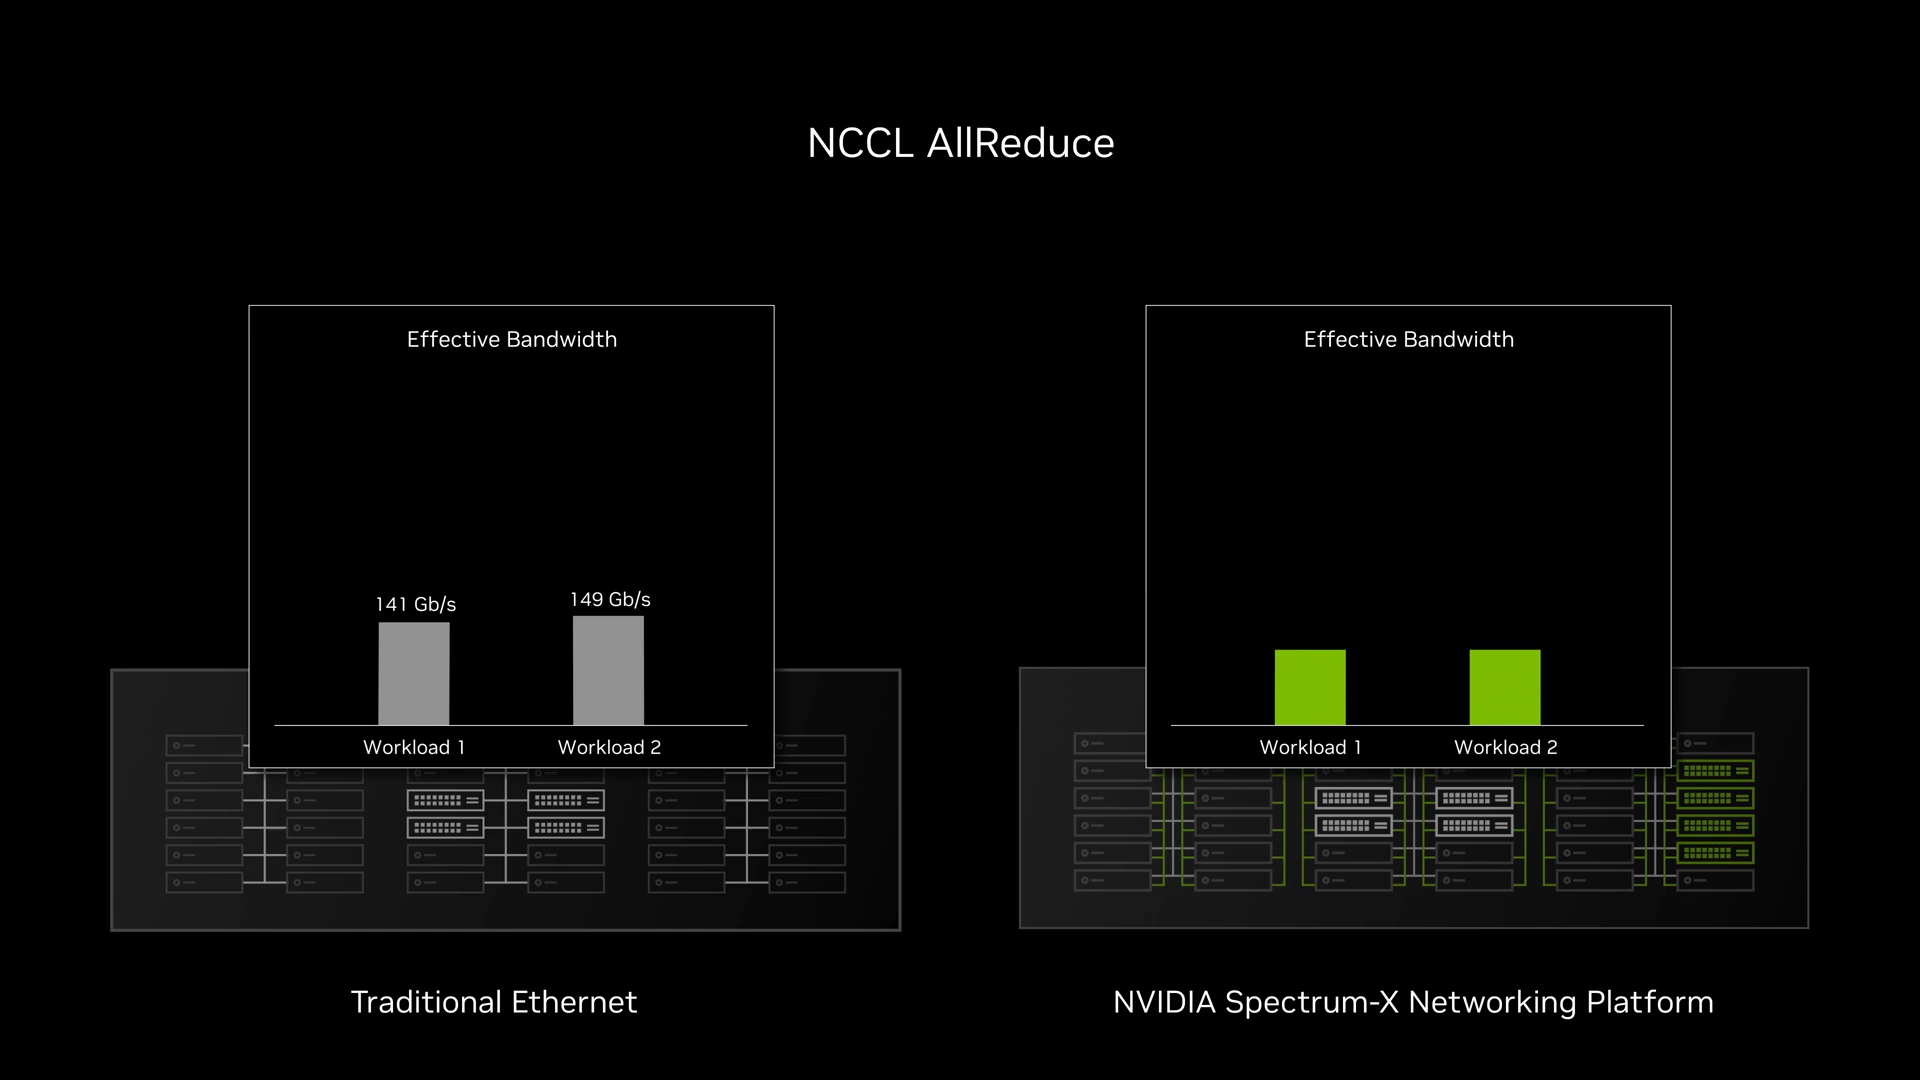 NCCL AllReduce
Effective Bandwidth
141 Gb/s
149 Gb/s
Workload 1
Workload 2
Traditional Ethernet
Effective Bandwidth
Workload 1
Workload 2
NVIDIA Spectrum-X Networking Platform